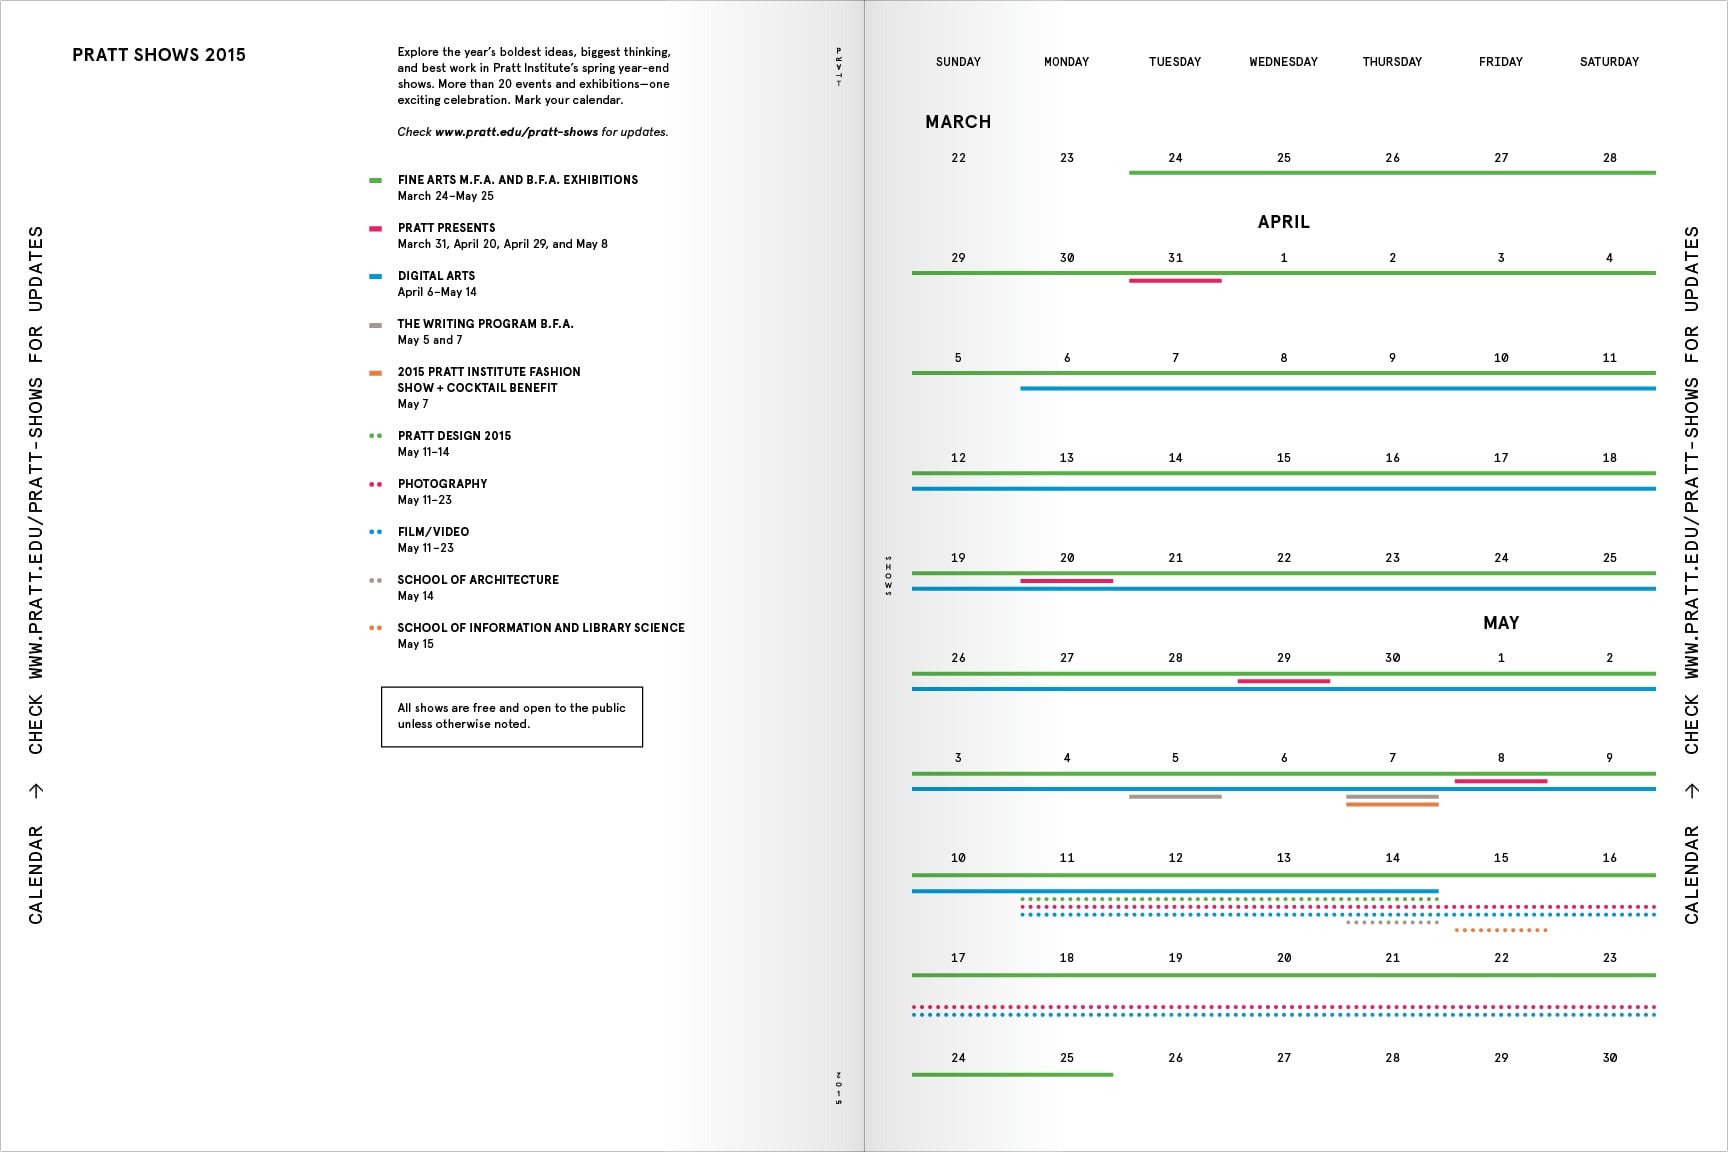 PRATT SHOWS 2015
Explore the year’s boldest ideas, biggest thinking,
and best work in Pratt Institute’s spring year-end
shows. More than 20 events and exhibitions—one
exciting celebration. Mark your calendar.
Check www.pratt.edu/pratt-shows for updates.
FINE ARTS M.F.A. AND B.F.A. EXHIBITIONS
March 24–May 25
PRATT PRESENTS
March 31, April 20, April 29, and May 8
DIGITAL ARTS
April 6–May 14
THE WRITING PROGRAM B.F.A.
May 5 and 7
2015 PRATT INSTITUTE FASHION
SHOW + COCKTAIL BENEFIT
May 7
PRATT DESIGN 2015
May 11–14
PHOTOGRAPHY
May 11–23
FILM/VIDEO
May 11–23
SCHOOL OF ARCHITECTURE
May 14
SCHOOL OF INFORMATION AND LIBRARY SCIENCE
May 15
All shows are free and open to the public
unless otherwise noted.
CALENDAR → CHECK WWW.PRATT.EDU/PRATT-SHOWS FOR UPDATES
PRATT
2015
SHOWS
SUNDAY MONDAY TUESDAY WEDNESDAY THURSDAY FRIDAY SATURDAY
MARCH
22 23 24 25 26 27 28
APRIL
29 30 31 1 2 3 4
5 6 7 8 9 10 11
12 13 14 15 16 17 18
19 20 21 22 23 24 25
MAY
26 27 28 29 30 1 2
3 4 5 6 7 8 9
10 11 12 13 14 15 16
17 18 19 20 21 22 23
24 25 26 27 28 29 30
CALENDAR → CHECK WWW.PRATT.EDU/PRATT-SHOWS FOR UPDATES